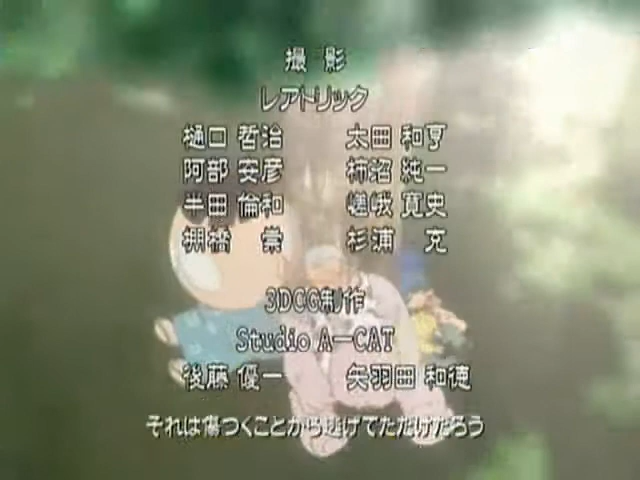 撮 影
レアトリック
樋口 哲治 太田 和亨
阿部 安彦 柿沼 純一
半田 倫和 嵯峨 寛史
棚橋 崇 杉浦 充
3DCG制作
Studio A-CAT
後藤 優一 矢羽田 和徳
それは傷つくことから逃げてただけだろう